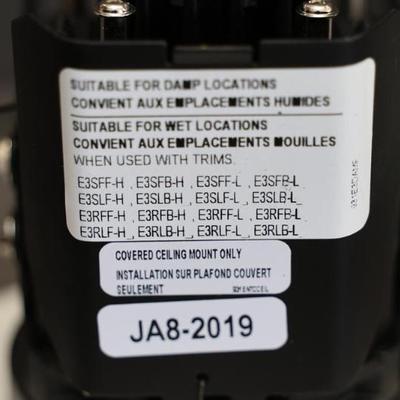 SUITABLE FOR DAMP LOCATIONS
CONVIENT AUX EMPLACEMENTS HUMIDES
SUITABLE FOR WET LOCATIONS
CONVIENT AUX EMPLACEMENTS MOUILLES
WHEN USED WITH TRIMS.
E3SFF-H , E3SFB-H , E3SFF-L , E3SFB-L
E3SLF-H , E3SLB-H , E3SLF-L , E3SLB-L
E3RFF-H , E3RFB-H , E3RFF-L , E3RFB-L
E3RLF-H , E3RLB-H , E3RLF-L , E3RLB-L
COVERED CEILING MOUNT ONLY
INSTALLATION SUR PLAFOND COUVERT
SEULEMENT
JA8-2019